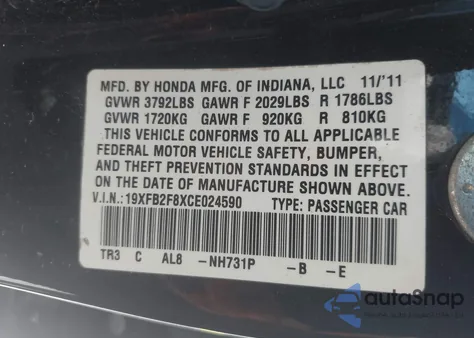 MFD. BY HONDA MFG. OF INDIANA, LLC 11/'11
GVWR 3792LBS GAWR F 2029LBS R 1786LBS
GVWR 1720KG GAWR F 920KG R 810KG
THIS VEHICLE CONFORMS TO ALL APPLICABLE
FEDERAL MOTOR VEHICLE SAFETY, BUMPER,
AND THEFT PREVENTION STANDARDS IN EFFECT
ON THE DATE OF MANUFACTURE SHOWN ABOVE.
V.I.N.: 19XFB2F8XCE024590 TYPE: PASSENGER CAR
TR3 C AL8 -NH731P -B -E
autoSnap